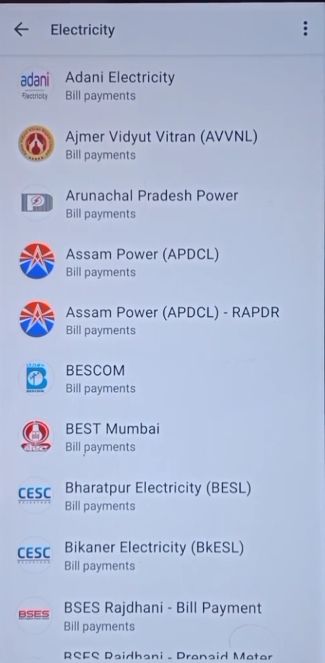 Electricity
adani
Electricity
Adani Electricity
Bill payments
Ajmer Vidyut Vitran (AVVNL)
Bill payments
Arunachal Pradesh Power
Bill payments
Assam Power (APDCL)
Bill payments
Assam Power (APDCL) - RAPDR
Bill payments
BESCOM
Bill payments
BEST Mumbai
Bill payments
CESC
Bharatpur Electricity (BESL)
Bill payments
CESC
Bikaner Electricity (BkESL)
Bill payments
BSES
BSES Rajdhani - Bill Payment
Bill payments
BSES Rajdhani - Prepaid Meter